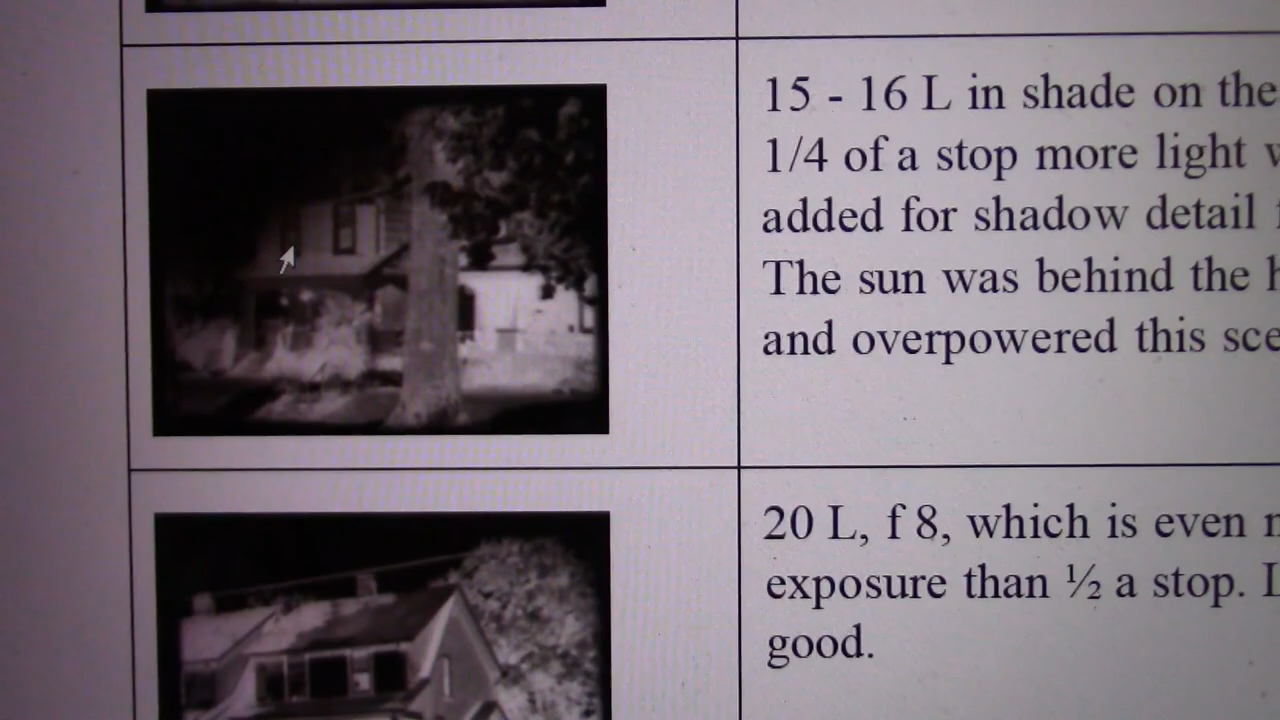 15 - 16 L in shade on the
1/4 of a stop more light
added for shadow detail
The sun was behind the
and overpowered this
20 L, f 8, which is even
exposure than ½ a stop.
good.